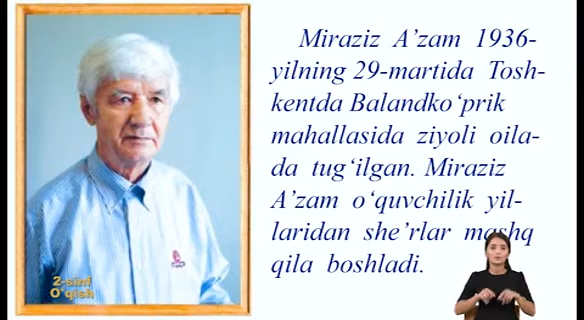 Miraziz A’zam 1936-
yilning 29-martida Tosh-
kentda Balandko‘prik
mahallasida ziyoli oila-
da tug‘ilgan. Miraziz
A’zam o‘quvchilik yil-
laridan she’rlar mashq
qila boshladi.
2-sinf
O‘qish